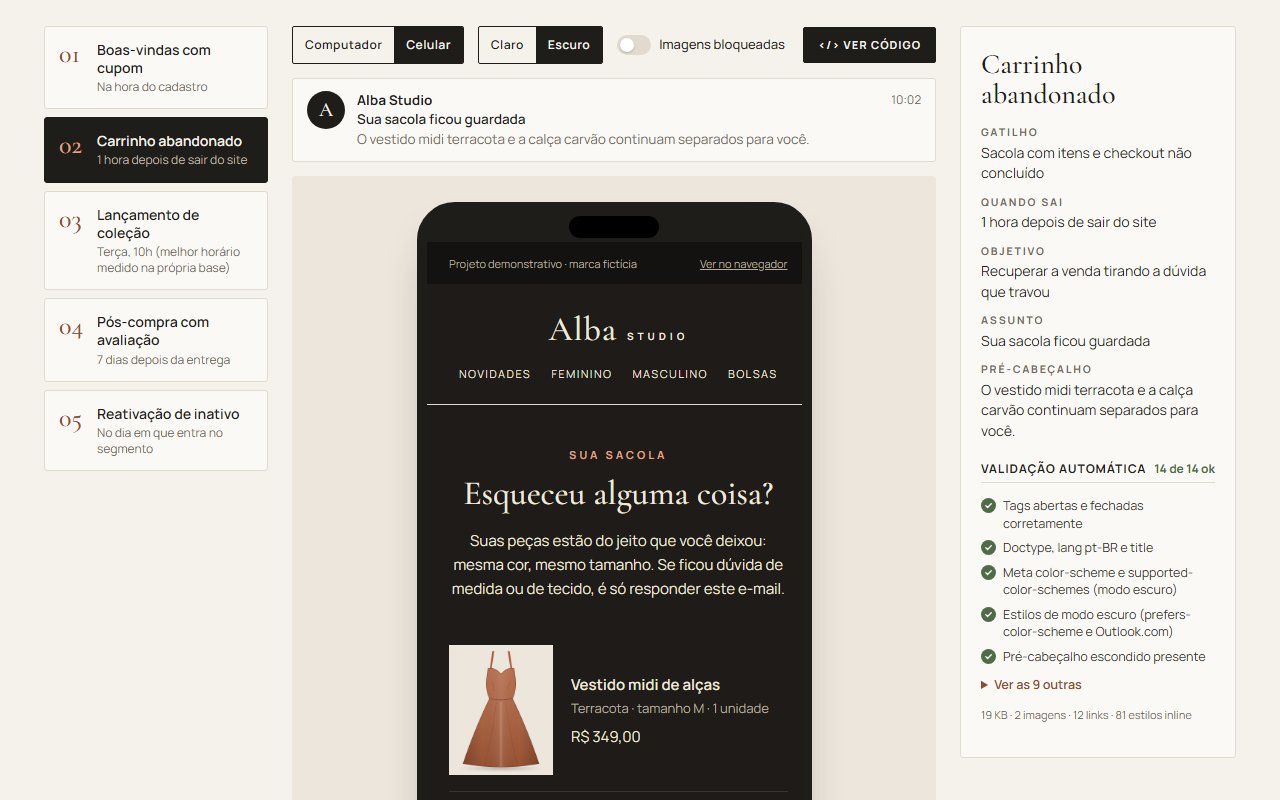 01
Boas-vindas com
cupom
Na hora do cadastro
02
Carrinho abandonado
1 hora depois de sair do site
03
Lançamento de
coleção
Terça, 10h (melhor horário
medido na própria base)
04
Pós-compra com
avaliação
7 dias depois da entrega
05
Reativação de inativo
No dia em que entra no
segmento
Computador Celular Claro Escuro Imagens bloqueadas </> VER CÓDIGO
A
Alba Studio 10:02
Sua sacola ficou guardada
O vestido midi terracota e a calça carvão continuam separados para você.
Projeto demonstrativo · marca fictícia Ver no navegador
Alba STUDIO
NOVIDADES FEMININO MASCULINO BOLSAS
SUA SACOLA
Esqueceu alguma coisa?
Suas peças estão do jeito que você deixou:
mesma cor, mesmo tamanho. Se ficou dúvida de
medida ou de tecido, é só responder este e-mail.
Vestido midi de alças
Terracota · tamanho M · 1 unidade
R$ 349,00
Carrinho
abandonado
GATILHO
Sacola com itens e checkout não
concluído
QUANDO SAI
1 hora depois de sair do site
OBJETIVO
Recuperar a venda tirando a dúvida
que travou
ASSUNTO
Sua sacola ficou guardada
PRÉ-CABEÇALHO
O vestido midi terracota e a calça
carvão continuam separados para
você.
VALIDAÇÃO AUTOMÁTICA 14 de 14 ok
Tags abertas e fechadas
corretamente
Doctype, lang pt-BR e title
Meta color-scheme e supported-
color-schemes (modo escuro)
Estilos de modo escuro (prefers-
color-scheme e Outlook.com)
Pré-cabeçalho escondido presente
Ver as 9 outras
19 KB · 2 imagens · 12 links · 81 estilos inline